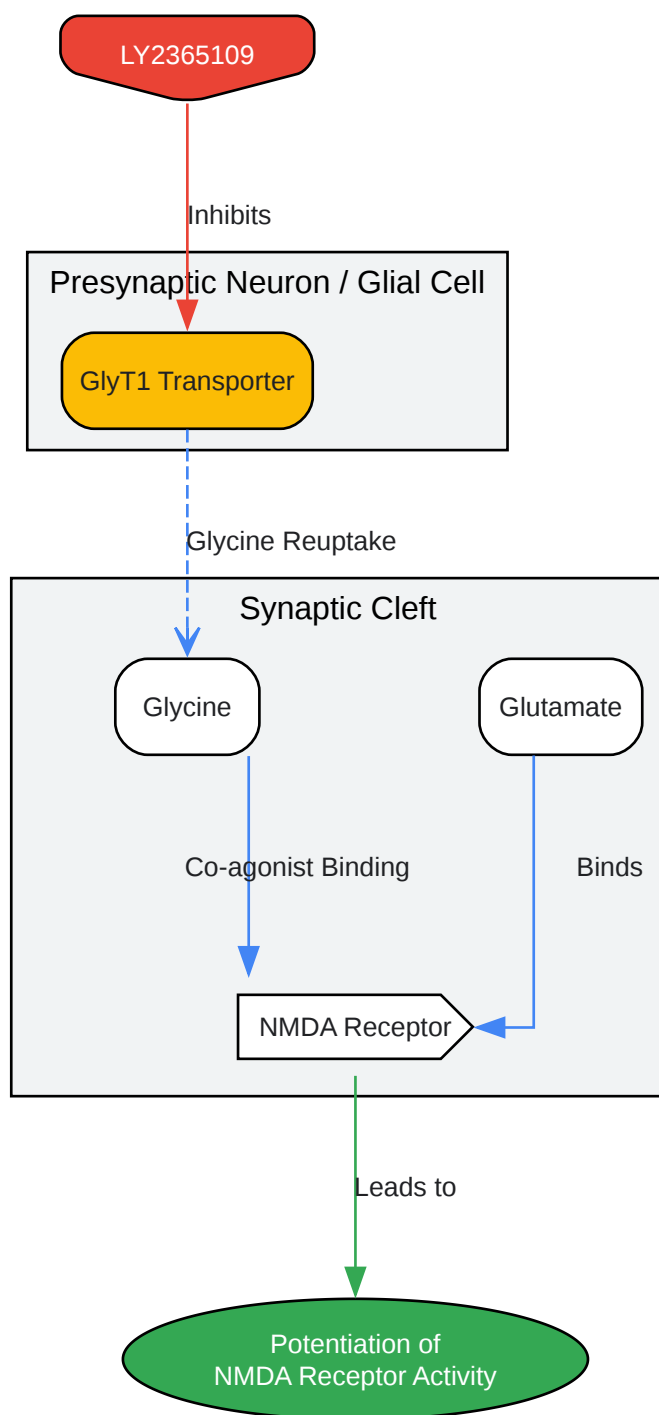 LY2365109
Inhibits
Presynaptic Neuron / Glial Cell
GlyT1 Transporter
Glycine Reuptake
Synaptic Cleft
Glycine
Glutamate
Co-agonist Binding
Binds
NMDA Receptor
Leads to
Potentiation of
NMDA Receptor Activity